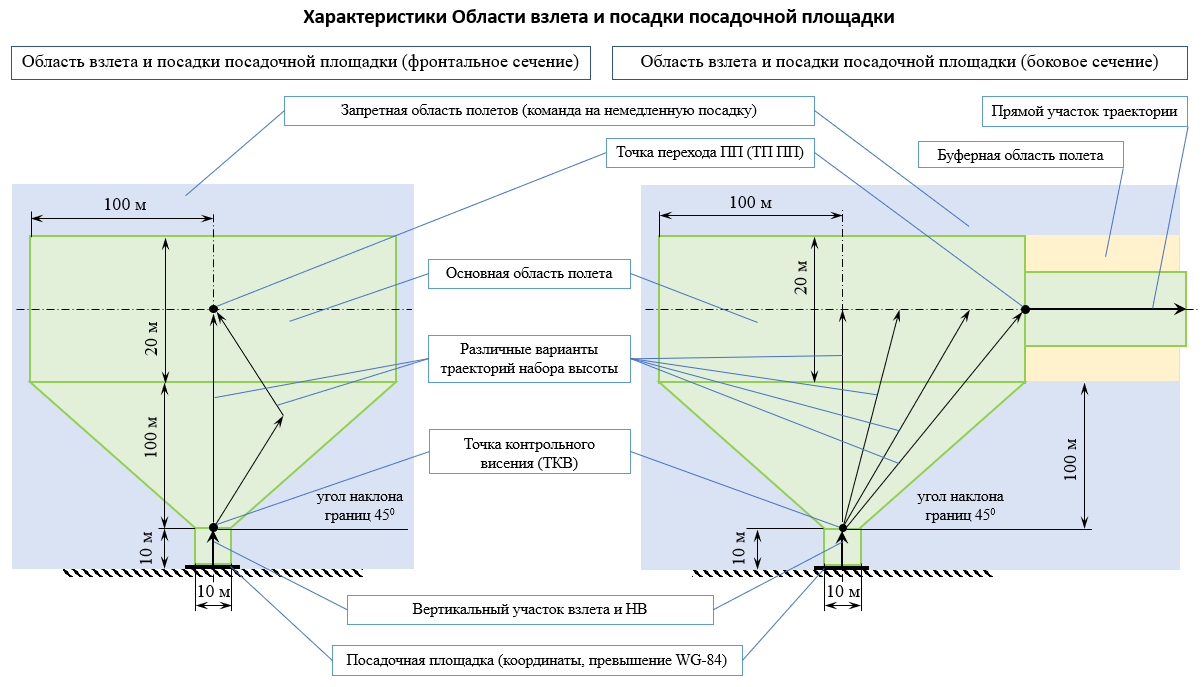 Характеристики Области взлета и посадки посадочной площадки
Область взлета и посадки посадочной площадки (фронтальное сечение)
Область взлета и посадки посадочной площадки (боковое сечение)
Запретная область полетов (команда на немедленную посадку)
Прямой участок траектории
Точка перехода ПП (ТП ПП)
Буферная область полета
100 м
100 м
Основная область полета
20 м
20 м
Различные варианты
траекторий набора высоты
100 м
Точка контрольного
висения (ТКВ)
100 м
угол наклона
границ 45⁰
угол наклона
границ 45⁰
10 м
10 м
10 м
10 м
Вертикальный участок взлета и НВ
Посадочная площадка (координаты, превышение WG-84)